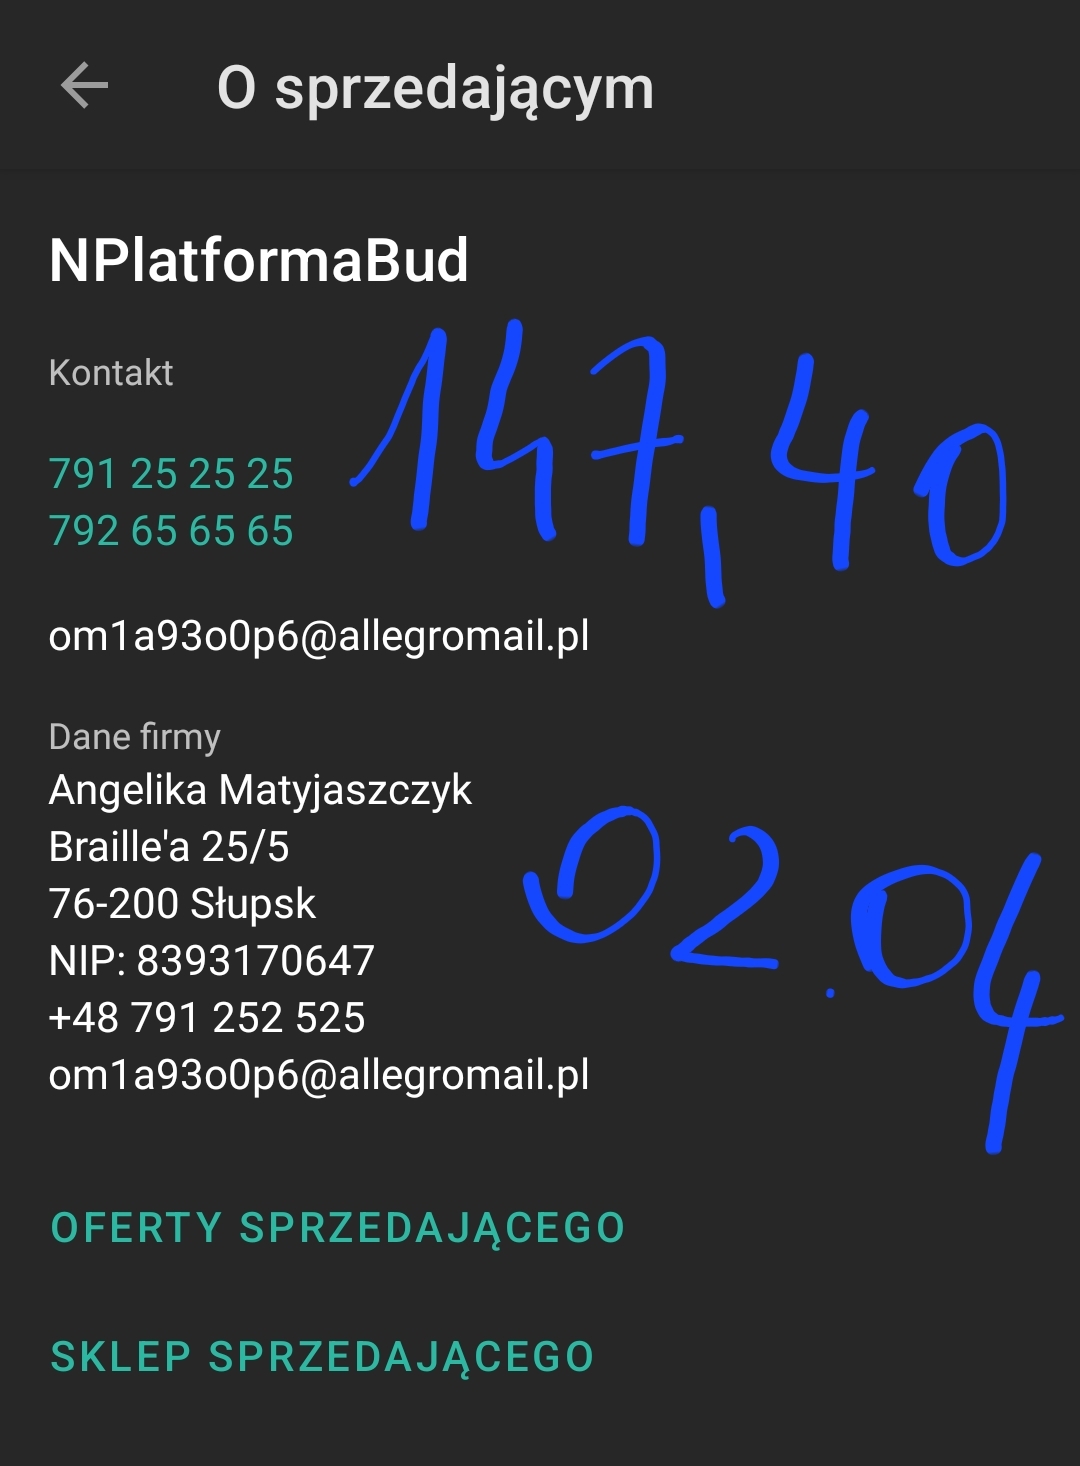 O sprzedającym
NPlatformaBud
Kontakt
147,40
791 25 25 25
792 65 65 65
om1a93o0p6@allegromail.pl
Dane firmy
Angelika Matyjaszczyk
Braille'a 25/5
02.04
76-200 Słupsk
NIP: 8393170647
+48 791 252 525
om1a93o0p6@allegromail.pl
OFERTY SPRZEDAJĄCEGO
SKLEP SPRZEDAJĄCEGO